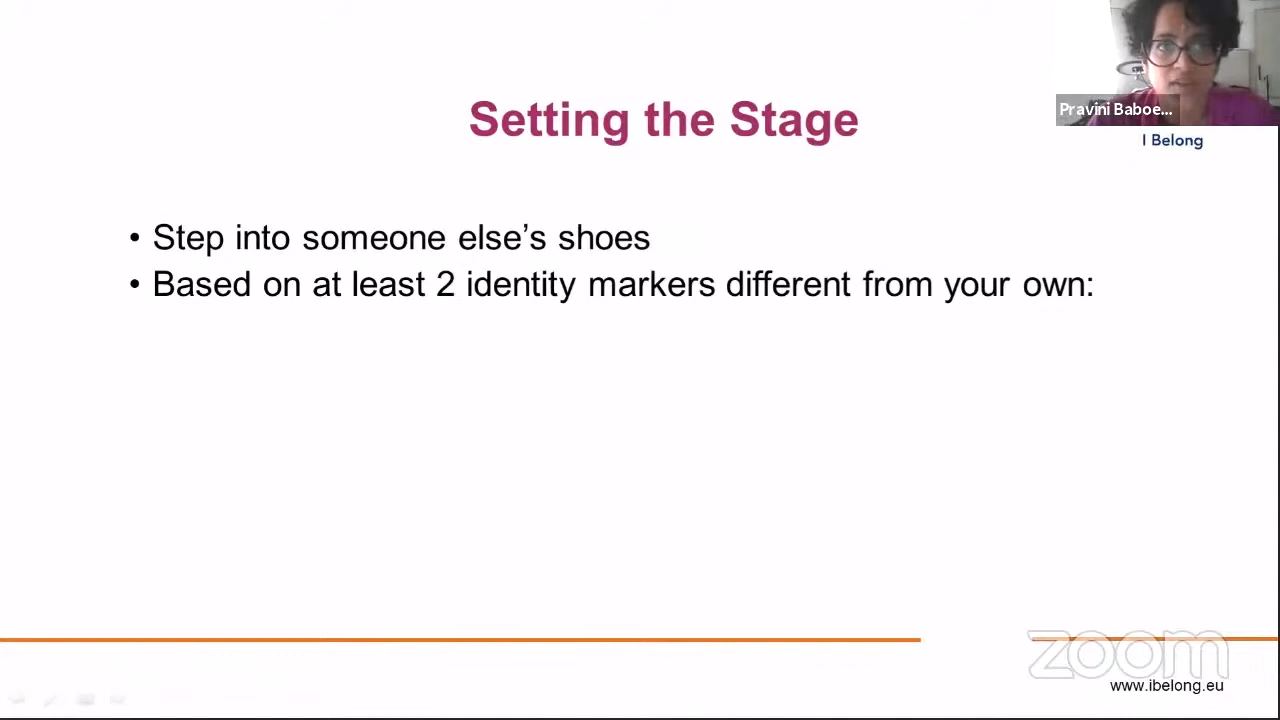 Setting the Stage
Pravini Baboe...
I Belong
• Step into someone else’s shoes
• Based on at least 2 identity markers different from your own:
zoom
www.ibelong.eu